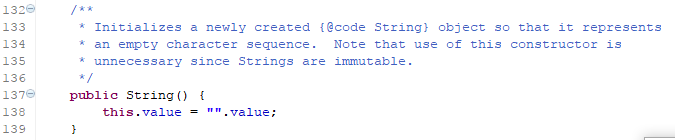 132 /**
133 * Initializes a newly created {@code String} object so that it represents
134 * an empty character sequence.  Note that use of this constructor is
135 * unnecessary since Strings are immutable.
136 */
137 public String() {
138 this.value = "".value;
139 }